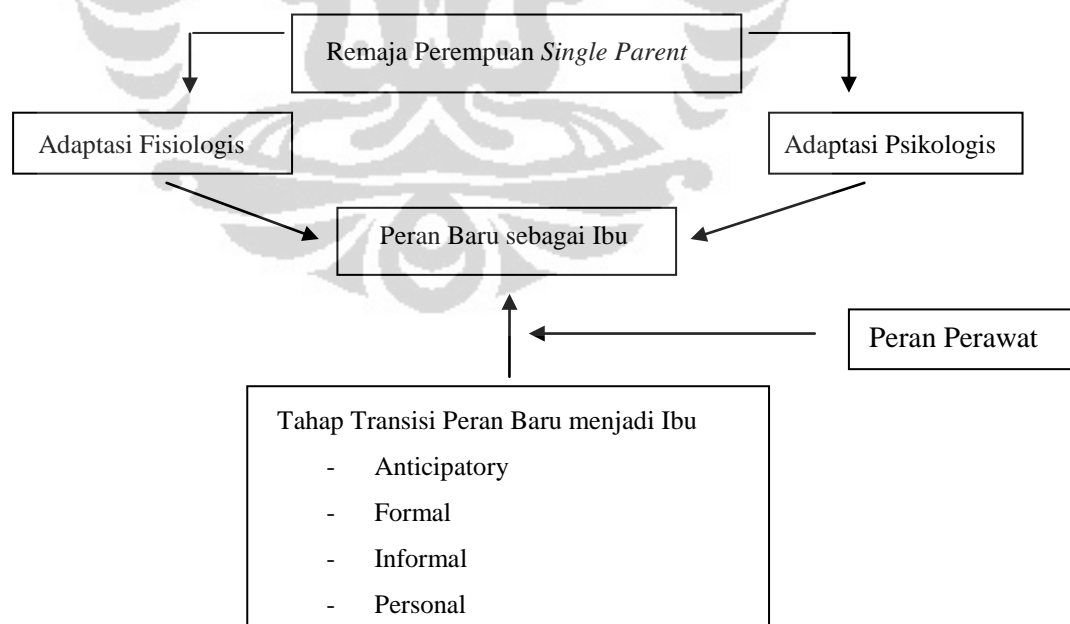 Remaja Perempuan Single Parent
Adaptasi Fisiologis
Adaptasi Psikologis
Peran Baru sebagai Ibu
Peran Perawat
Tahap Transisi Peran Baru menjadi Ibu
- Anticipatory
- Formal
- Informal
- Personal